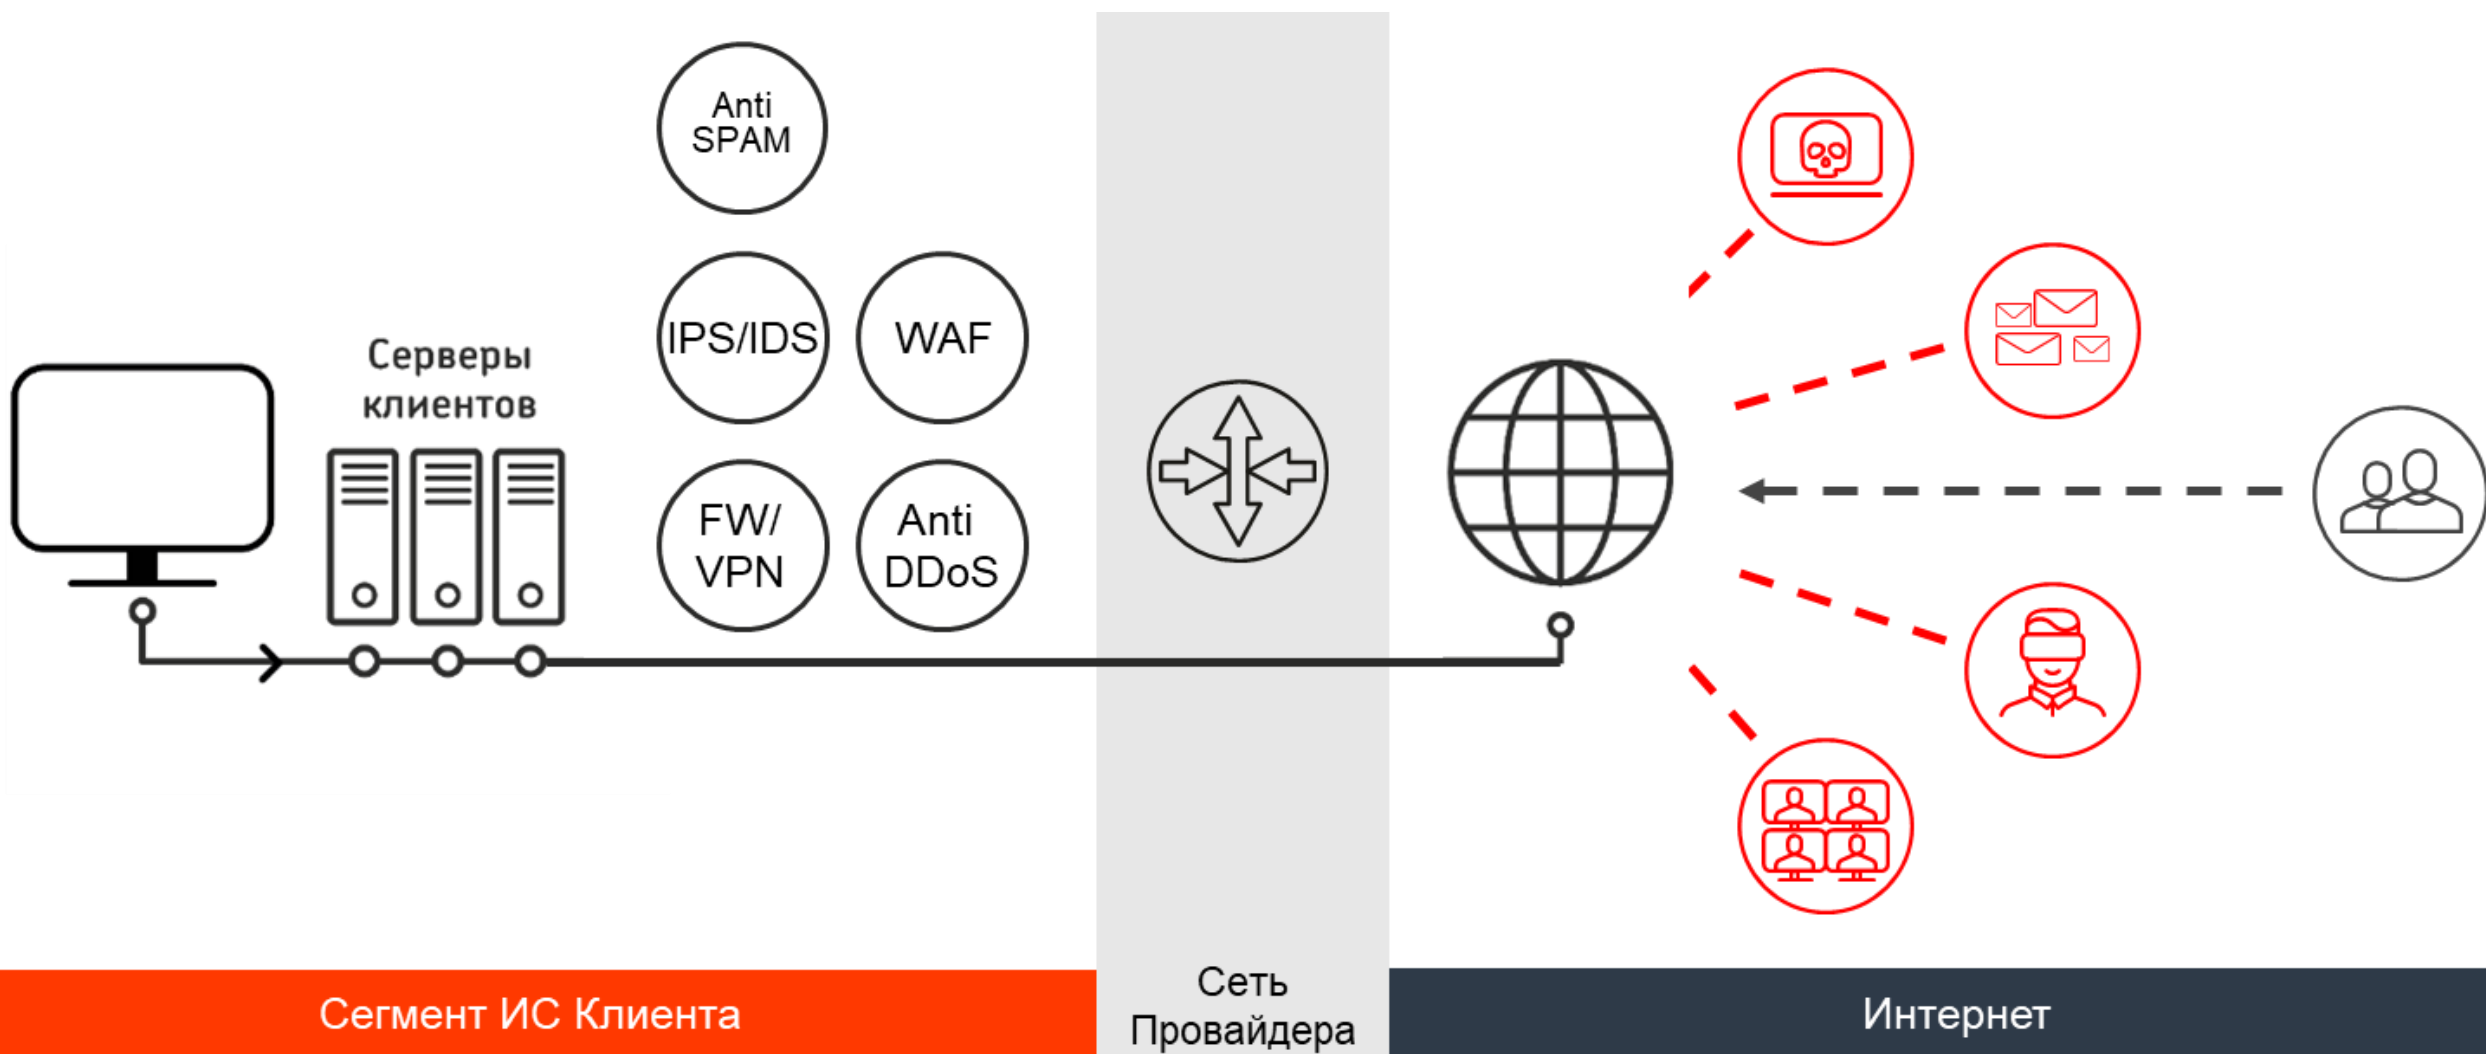 Anti
SPAM
IPS/IDS
WAF
Серверы
клиентов
FW/
VPN
Anti
DDoS
Сегмент ИС Клиента
Сеть
Провайдера
Интернет